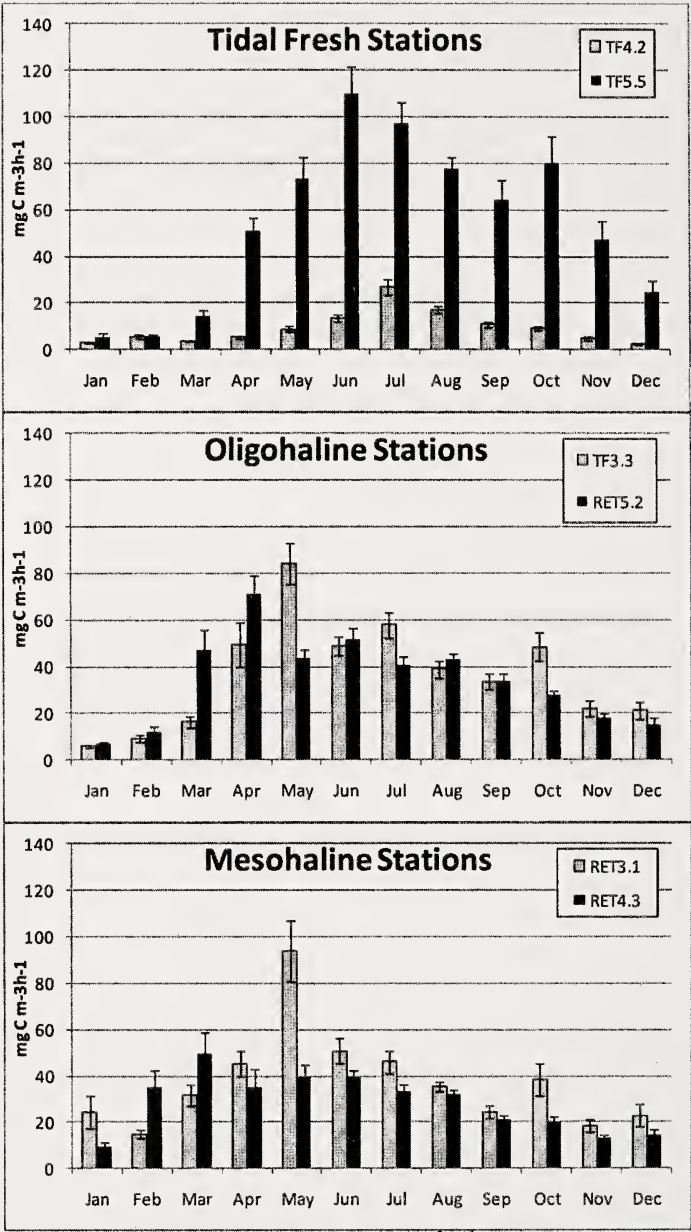 Tidal Fresh Stations
TF4.2
TF5.5
mgC m-3h-1
140
120
100
80
60
40
20
0
Jan Feb Mar Apr May Jun Jul Aug Sep Oct Nov Dec
Oligohaline Stations
TF3.3
RET5.2
mgC m-3h-1
140
120
100
80
60
40
20
0
Jan Feb Mar Apr May Jun Jul Aug Sep Oct Nov Dec
Mesohaline Stations
RET3.1
RET4.3
mgC m-3h-1
140
120
100
80
60
40
20
0
Jan Feb Mar Apr May Jun Jul Aug Sep Oct Nov Dec